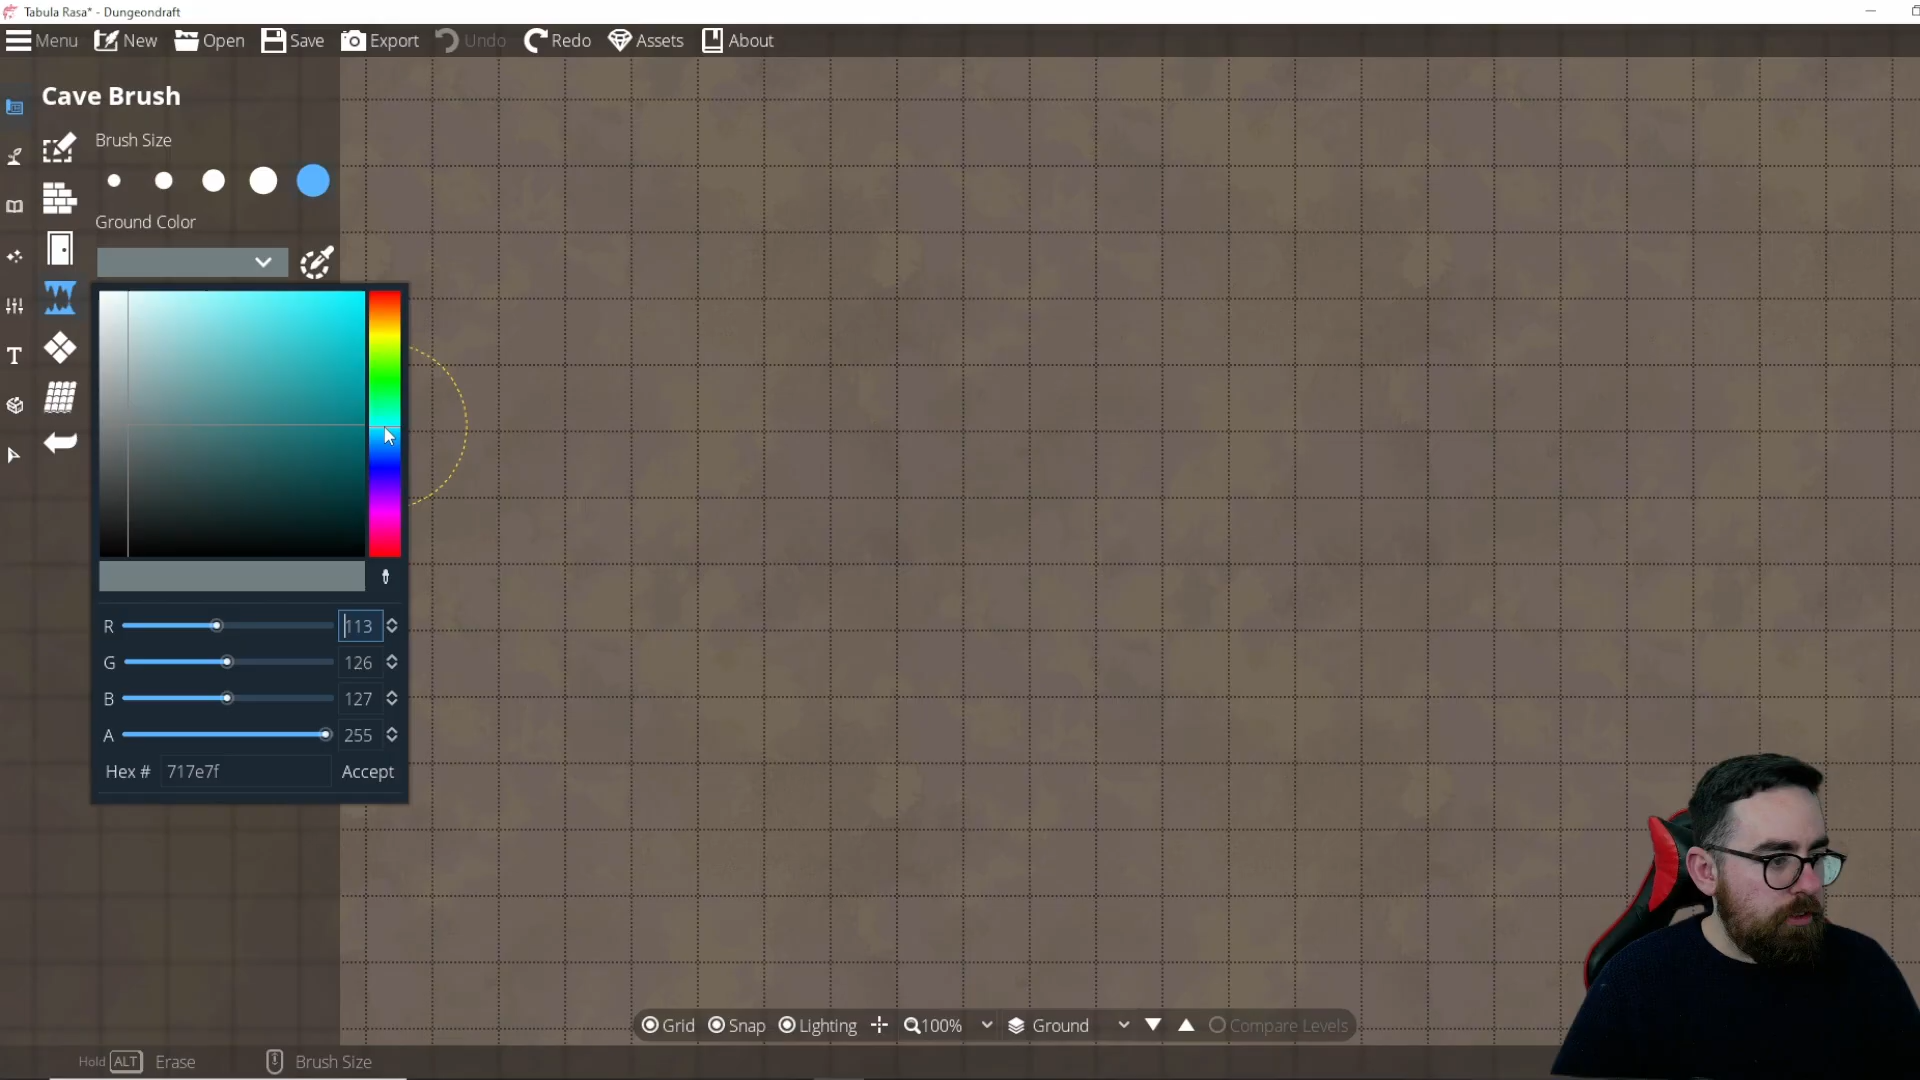 Tabula Rasa* - Dungeondraft
Menu New Open Save Export Undo Redo Assets About
Cave Brush
Brush Size
Ground Color
T
R 113
G 126
B 127
A 255
Hex # 717e7f Accept
Grid Snap Lighting 100% Ground Compare Levels
Hold ALT Erase Brush Size